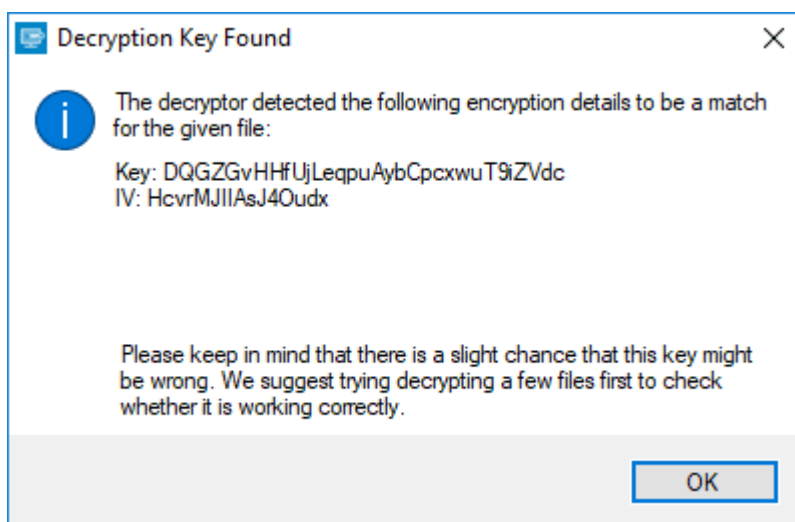 Decryption Key Found
The decryptor detected the following encryption details to be a match
for the given file:
Key: DQGZGvHHfUjLeqpuAybCpcxwuT9iZVdc
IV: HcvrMJIIAsJ4Oudx
Please keep in mind that there is a slight chance that this key might
be wrong. We suggest trying decrypting a few files first to check
whether it is working correctly.
OK